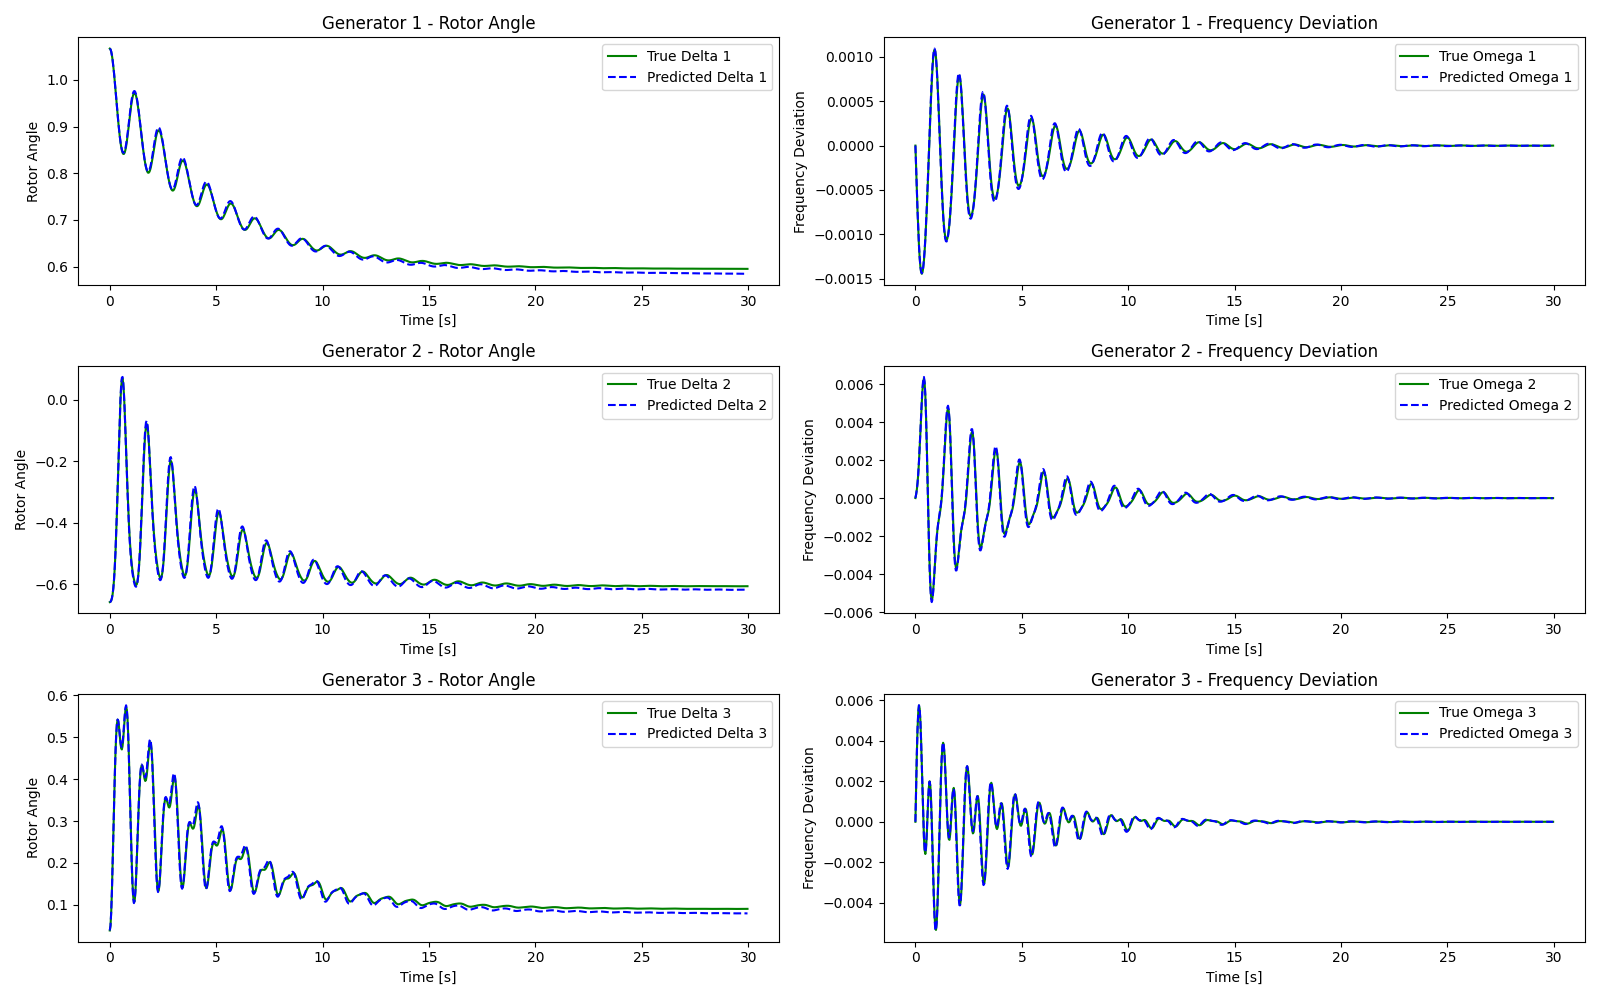 Generator 1 - Rotor Angle
True Delta 1
Predicted Delta 1
Rotor Angle
1.0
0.9
0.8
0.7
0.6
0
5
10
15
20
25
30
Time [s]
Generator 1 - Frequency Deviation
True Omega 1
Predicted Omega 1
Frequency Deviation
0.0010
0.0005
0.0000
−0.0005
−0.0010
−0.0015
0
5
10
15
20
25
30
Time [s]
Generator 2 - Rotor Angle
True Delta 2
Predicted Delta 2
Rotor Angle
0.0
−0.2
−0.4
−0.6
0
5
10
15
20
25
30
Time [s]
Generator 2 - Frequency Deviation
True Omega 2
Predicted Omega 2
Frequency Deviation
0.006
0.004
0.002
0.000
−0.002
−0.004
−0.006
0
5
10
15
20
25
30
Time [s]
Generator 3 - Rotor Angle
True Delta 3
Predicted Delta 3
Rotor Angle
0.6
0.5
0.4
0.3
0.2
0.1
0
5
10
15
20
25
30
Time [s]
Generator 3 - Frequency Deviation
True Omega 3
Predicted Omega 3
Frequency Deviation
0.006
0.004
0.002
0.000
−0.002
−0.004
0
5
10
15
20
25
30
Time [s]